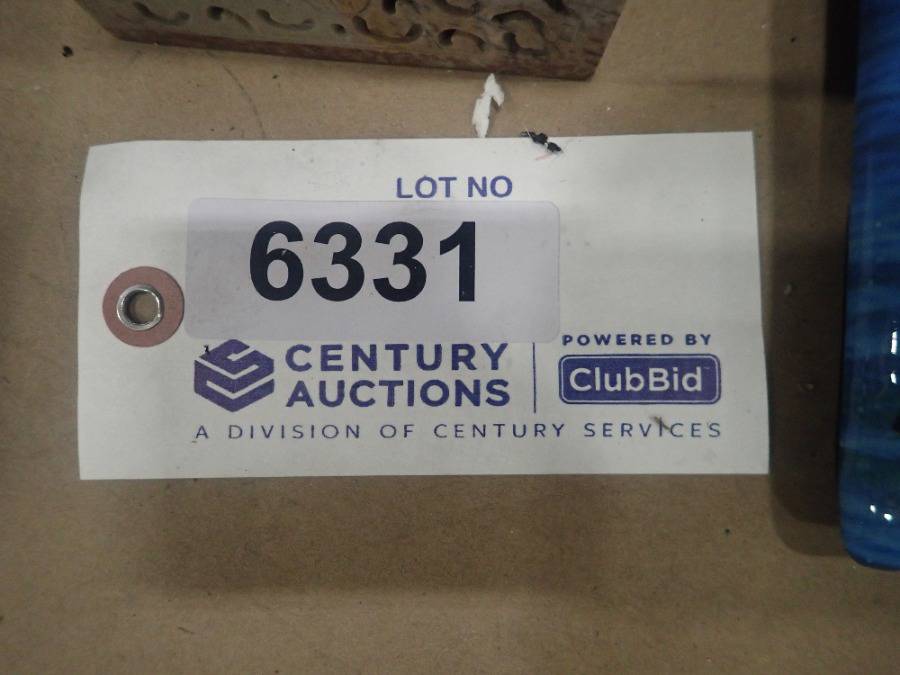 LOT NO
6331
CENTURY
AUCTIONS
POWERED BY
ClubBid
A DIVISION OF CENTURY SERVICES